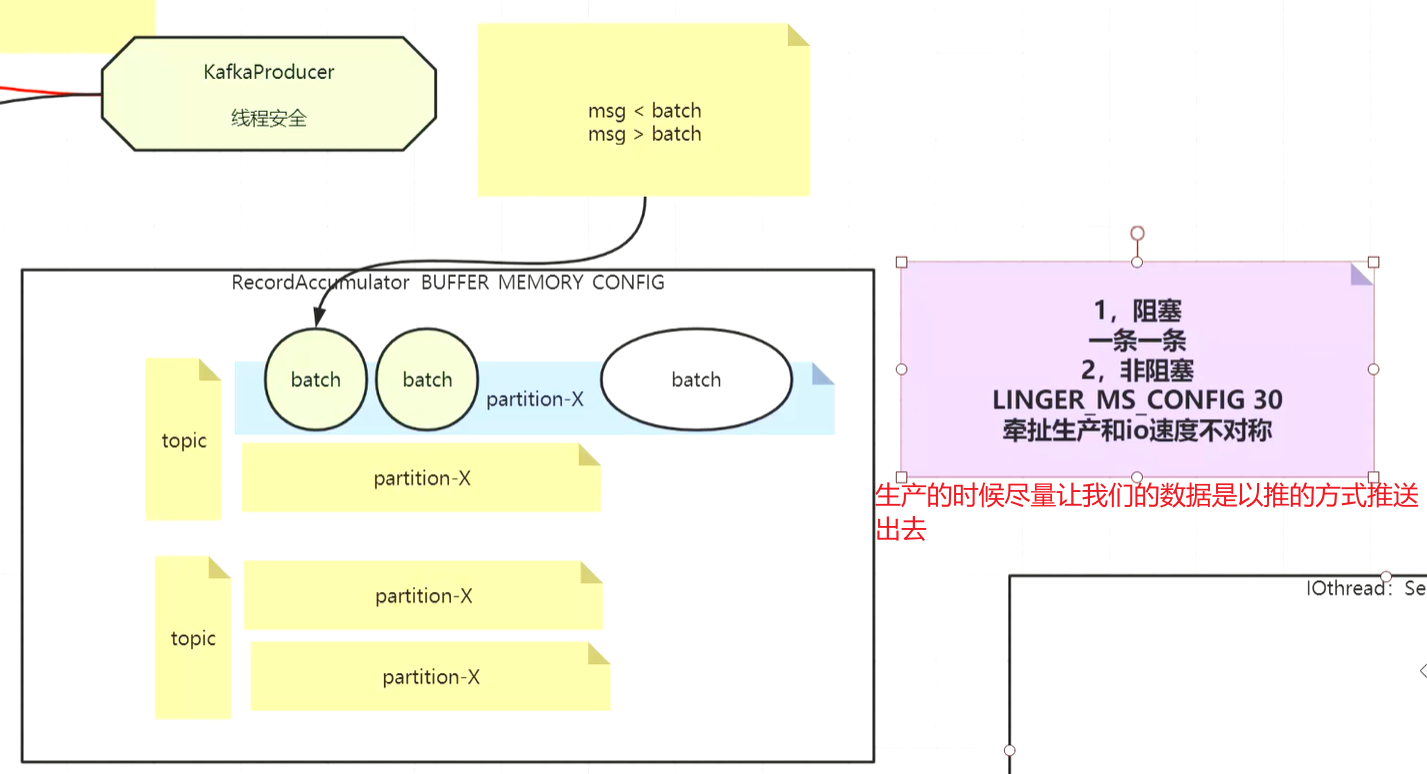 KafkaProducer
线程安全
msg < batch
msg > batch
RecordAccumulator BUFFER_MEMORY_CONFIG
batch
batch
partition-X
batch
topic
partition-X
partition-X
topic
partition-X
1，阻塞
一条一条
2，非阻塞
LINGER_MS_CONFIG 30
牵扯生产和io速度不对称
生产的时候尽量让我们的数据是以推的方式推送
出去
IOthread：Se